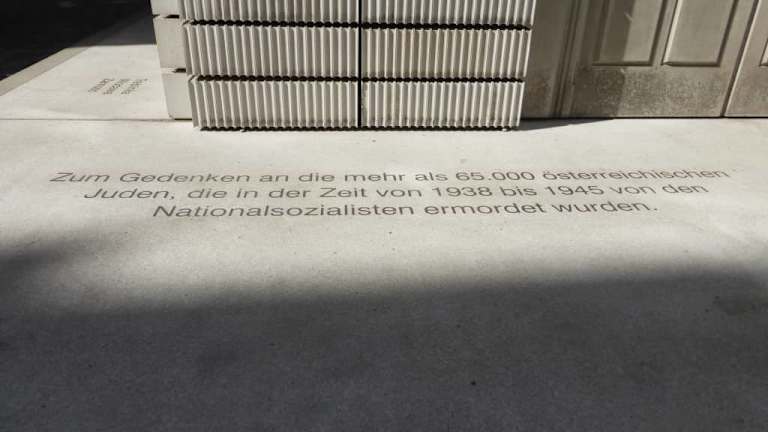 Zum Gedenken an die mehr als 65.000 österreichischen
Juden, die in der Zeit von 1938 bis 1945 von den
Nationalsozialisten ermordet wurden.